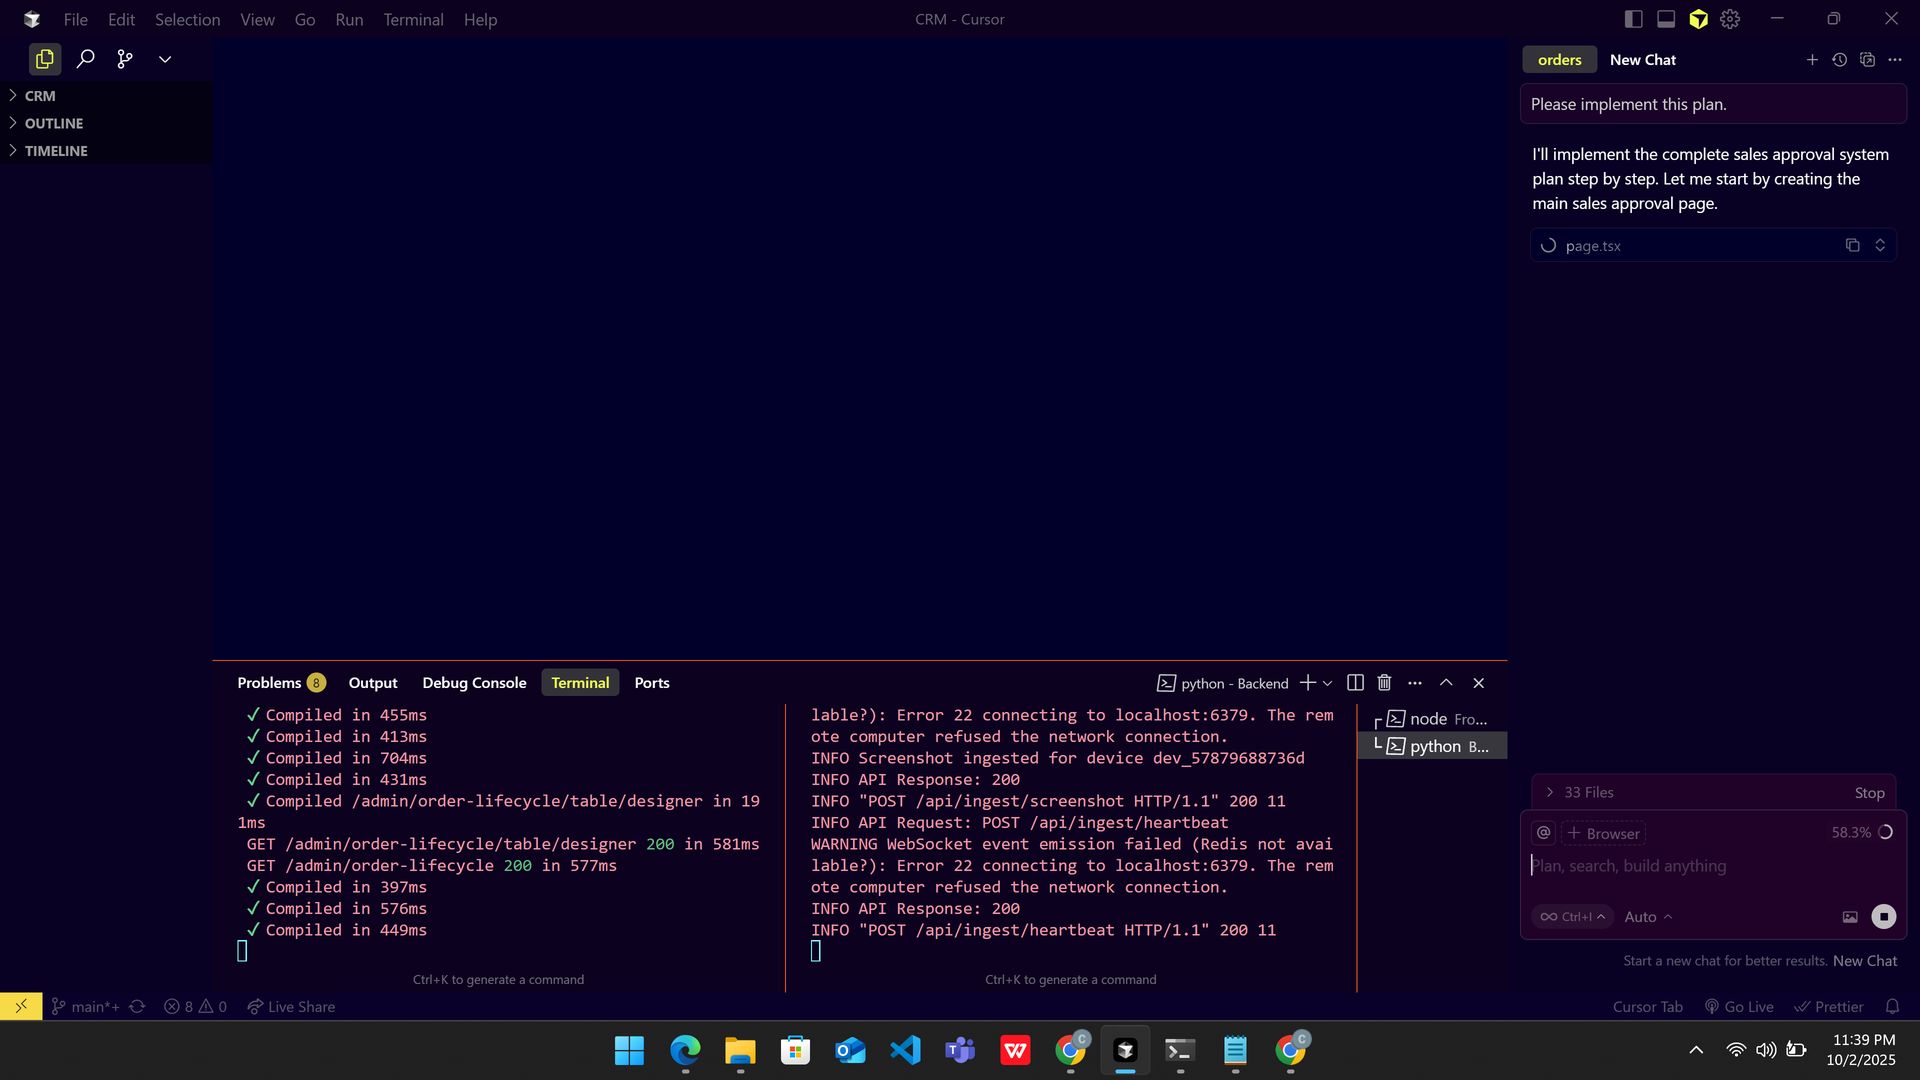 File Edit Selection View Go Run Terminal Help
CRM - Cursor
CRM
OUTLINE
TIMELINE
orders New Chat
Please implement this plan.
I'll implement the complete sales approval system
plan step by step. Let me start by creating the
main sales approval page.
page.tsx
Problems 8 Output Debug Console Terminal Ports
python - Backend
✓ Compiled in 455ms
✓ Compiled in 413ms
✓ Compiled in 704ms
✓ Compiled in 431ms
✓ Compiled /admin/order-lifecycle/table/designer in 19
1ms
GET /admin/order-lifecycle/table/designer 200 in 581ms
GET /admin/order-lifecycle 200 in 577ms
✓ Compiled in 397ms
✓ Compiled in 576ms
✓ Compiled in 449ms
Ctrl+K to generate a command
lable?): Error 22 connecting to localhost:6379. The rem
ote computer refused the network connection.
INFO Screenshot ingested for device dev_57879688736d
INFO API Response: 200
INFO "POST /api/ingest/screenshot HTTP/1.1" 200 11
INFO API Request: POST /api/ingest/heartbeat
WARNING WebSocket event emission failed (Redis not avai
lable?): Error 22 connecting to localhost:6379. The rem
ote computer refused the network connection.
INFO API Response: 200
INFO "POST /api/ingest/heartbeat HTTP/1.1" 200 11
Ctrl+K to generate a command
node Fro...
python B...
33 Files Stop
@ + Browser 58.3%
Plan, search, build anything
∞ Ctrl+I Auto
Start a new chat for better results. New Chat
main*+ 8 0 Live Share
Cursor Tab Go Live Prettier
11:39 PM
10/2/2025